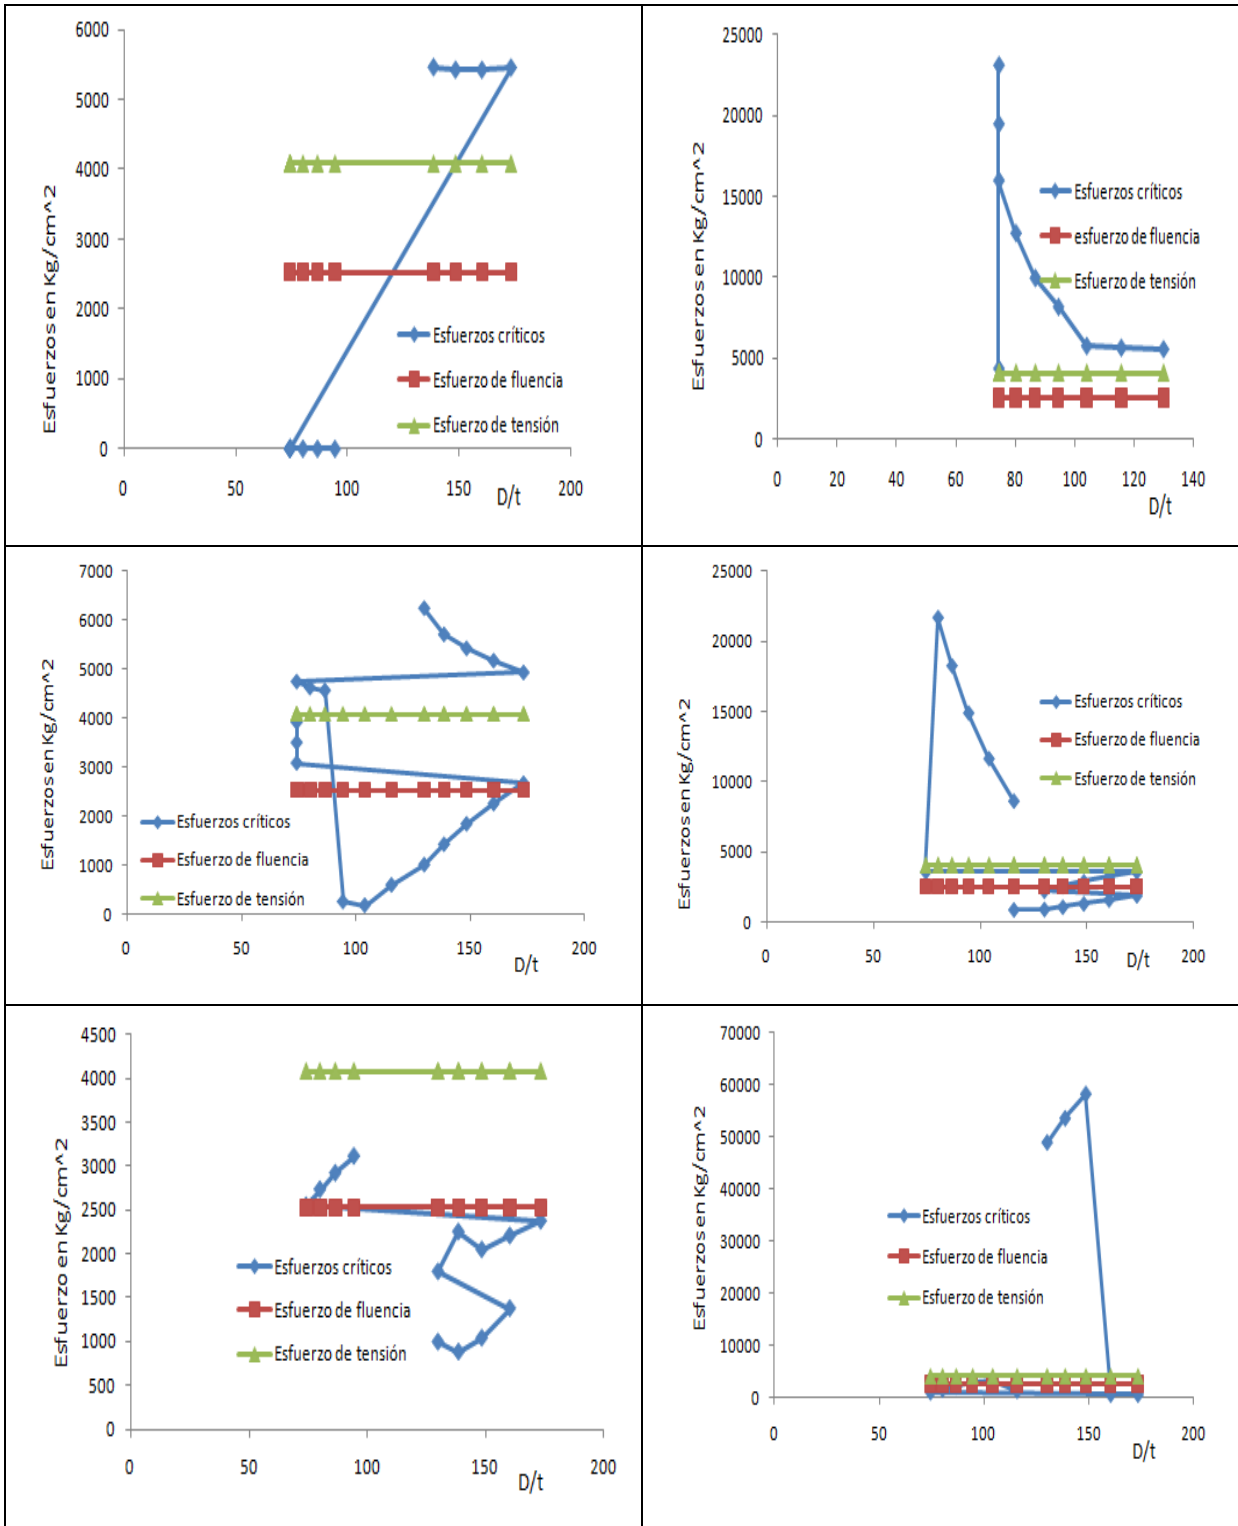 6000
5000
4000
3000
2000
1000
0
0 50 100 150 200
D/t
Esfuerzos en Kg/cm^2
Esfuerzos críticos
Esfuerzo de fluencia
Esfuerzo de tensión
25000
20000
15000
10000
5000
0
0 20 40 60 80 100 120 140
D/t
Esfuerzos en Kg/cm^2
Esfuerzos críticos
esfuerzo de fluencia
Esfuerzo de tensión
7000
6000
5000
4000
3000
2000
1000
0
0 50 100 150 200
D/t
Esfuerzos en Kg/cm^2
Esfuerzos críticos
Esfuerzo de fluencia
Esfuerzo de tensión
25000
20000
15000
10000
5000
0
0 50 100 150 200
D/t
Esfuerzos en Kg/cm^2
Esfuerzos críticos
Esfuerzo de fluencia
Esfuerzo de tensión
4500
4000
3500
3000
2500
2000
1500
1000
500
0
0 50 100 150 200
D/t
Esfuerzo en Kg/cm^2
Esfuerzos críticos
Esfuerzo de fluencia
Esfuerzo de tensión
70000
60000
50000
40000
30000
20000
10000
0
0 50 100 150 200
D/t
Esfuerzos en Kg/cm^2
Esfuerzos críticos
Esfuerzo de fluencia
Esfuerzo de tensión